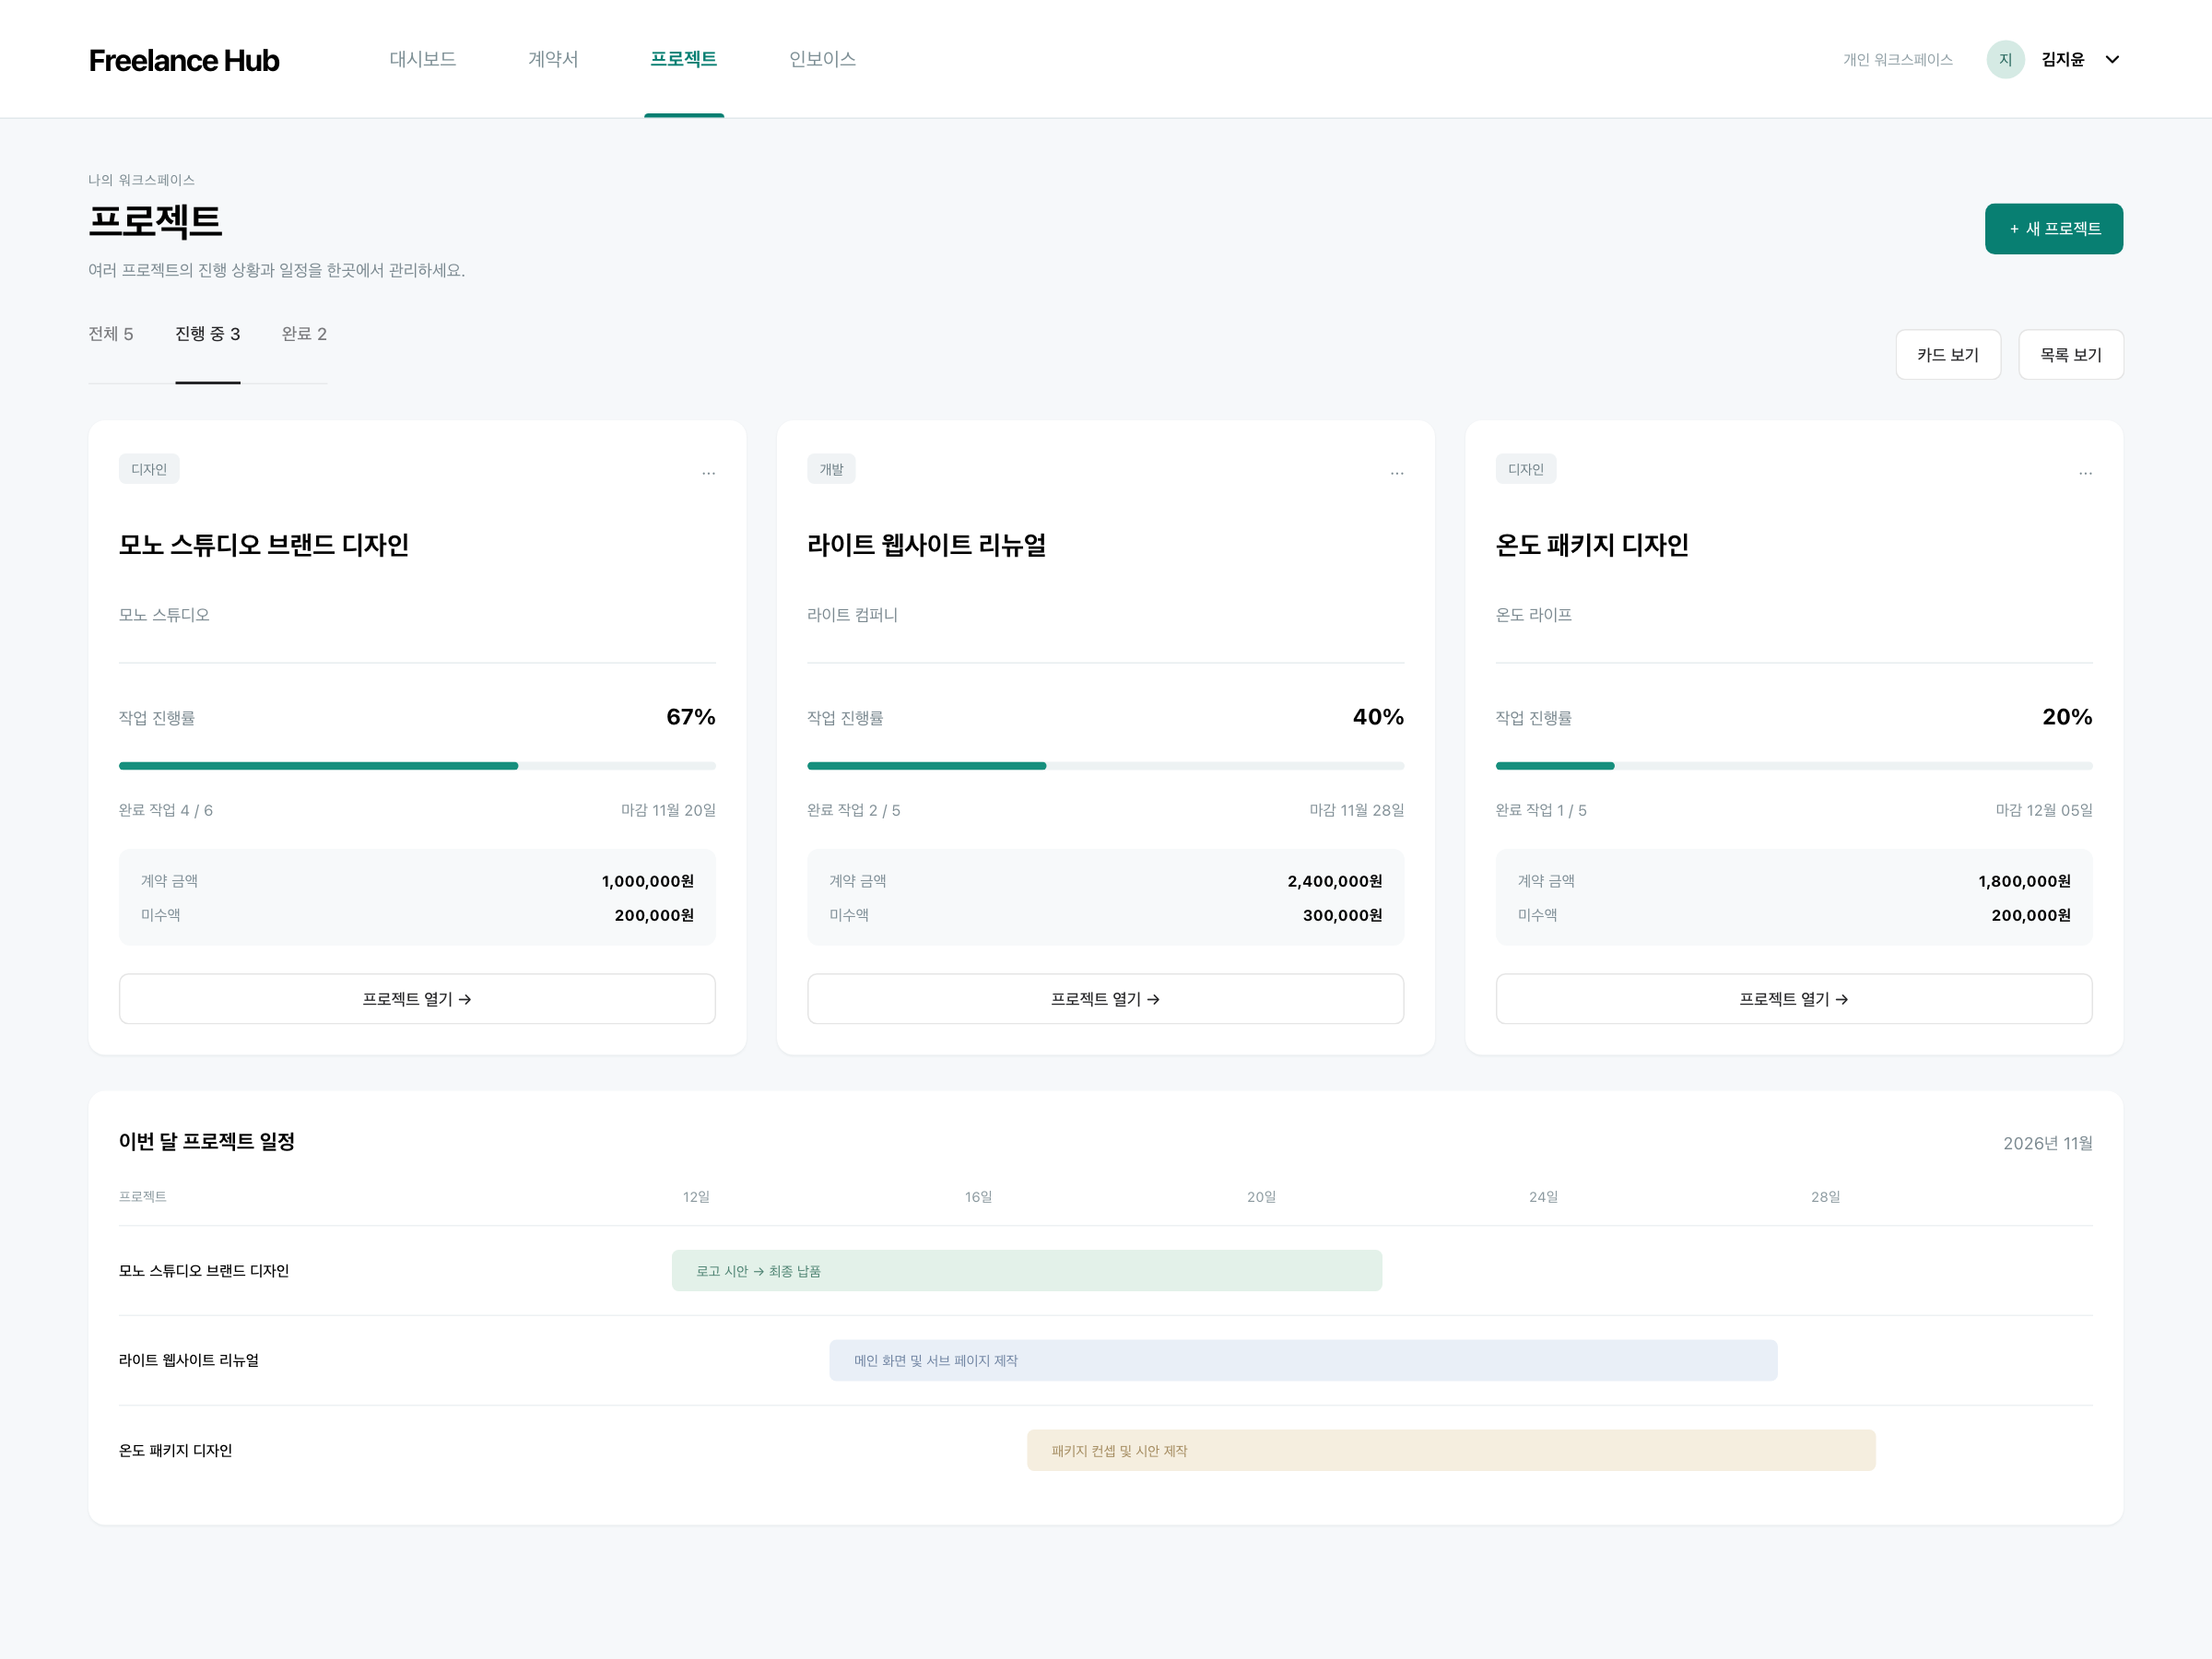 Freelance Hub
대시보드
계약서
프로젝트
인보이스
개인 워크스페이스
지
김지윤
나의 워크스페이스
프로젝트
여러 프로젝트의 진행 상황과 일정을 한곳에서 관리하세요.
+ 새 프로젝트
전체 5
진행 중 3
완료 2
카드 보기
목록 보기
디자인
...
모노 스튜디오 브랜드 디자인
모노 스튜디오
작업 진행률
67%
완료 작업 4 / 6
마감 11월 20일
계약 금액
1,000,000원
미수액
200,000원
프로젝트 열기 →
개발
...
라이트 웹사이트 리뉴얼
라이트 컴퍼니
작업 진행률
40%
완료 작업 2 / 5
마감 11월 28일
계약 금액
2,400,000원
미수액
300,000원
프로젝트 열기 →
디자인
...
온도 패키지 디자인
온도 라이프
작업 진행률
20%
완료 작업 1 / 5
마감 12월 05일
계약 금액
1,800,000원
미수액
200,000원
프로젝트 열기 →
이번 달 프로젝트 일정
2026년 11월
프로젝트
12일
16일
20일
24일
28일
모노 스튜디오 브랜드 디자인
로고 시안 → 최종 납품
라이트 웹사이트 리뉴얼
메인 화면 및 서브 페이지 제작
온도 패키지 디자인
패키지 컨셉 및 시안 제작